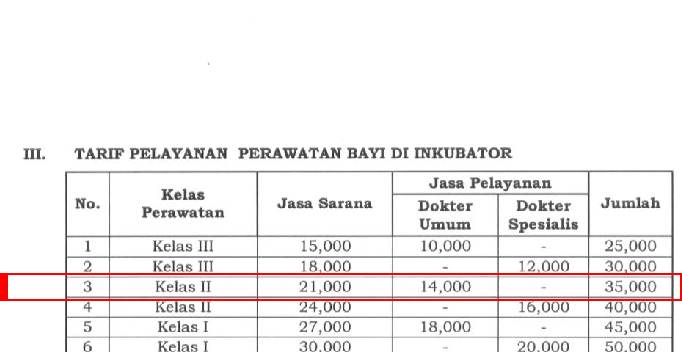 III. TARIF PELAYANAN PERAWATAN BAYI DI INKUBATOR
No. Kelas Perawatan Jasa Sarana Jasa Pelayanan Jumlah
Dokter Umum Dokter Spesialis
1 Kelas III 15,000 10,000 - 25,000
2 Kelas III 18,000 - 12,000 30,000
3 Kelas II 21,000 14,000 - 35,000
4 Kelas II 24,000 - 16,000 40,000
5 Kelas I 27,000 18,000 - 45,000
6 Kelas I 30,000 - 20,000 50,000